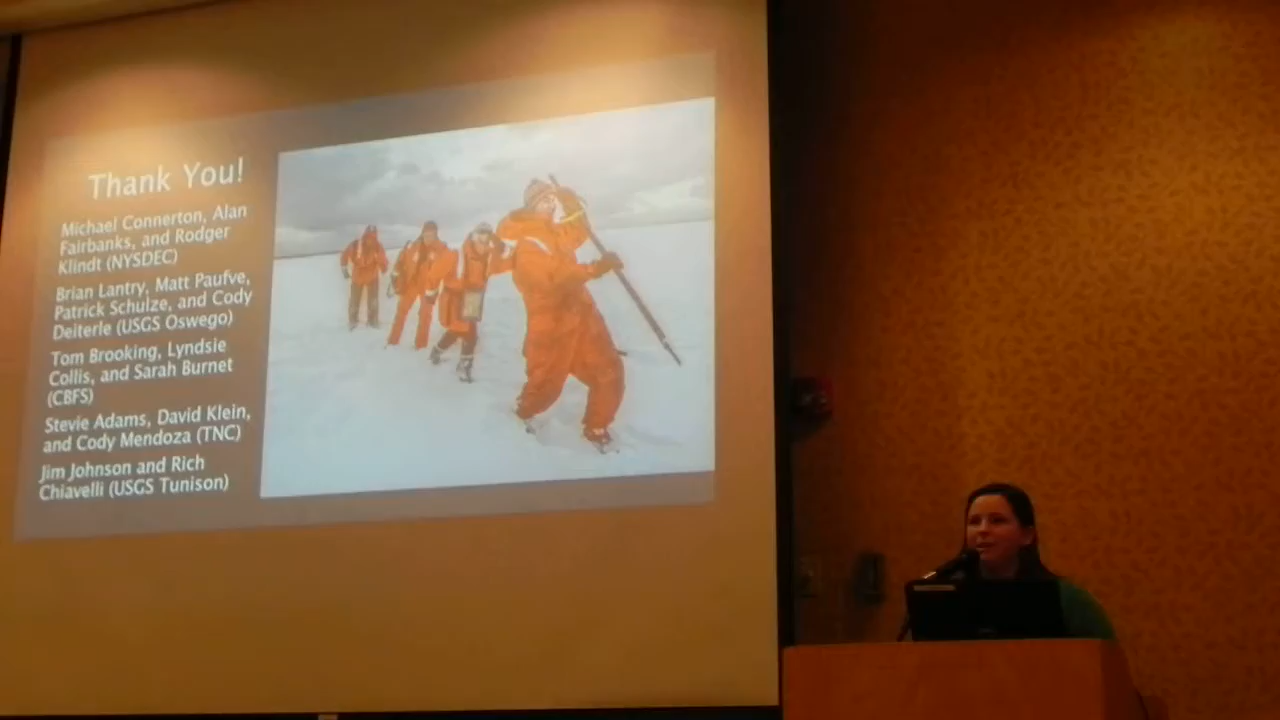 Thank You!
Michael Connerton, Alan
Fairbanks, and Rodger
Klindt (NYSDEC)
Brian Lantry, Matt Paufve,
Patrick Schulze, and Cody
Deiterle (USGS Oswego)
Tom Brooking, Lyndsie
Collis, and Sarah Burnet
(CBFS)
Stevie Adams, David Klein,
and Cody Mendoza (TNC)
Jim Johnson and Rich
Chiavelli (USGS Tunison)